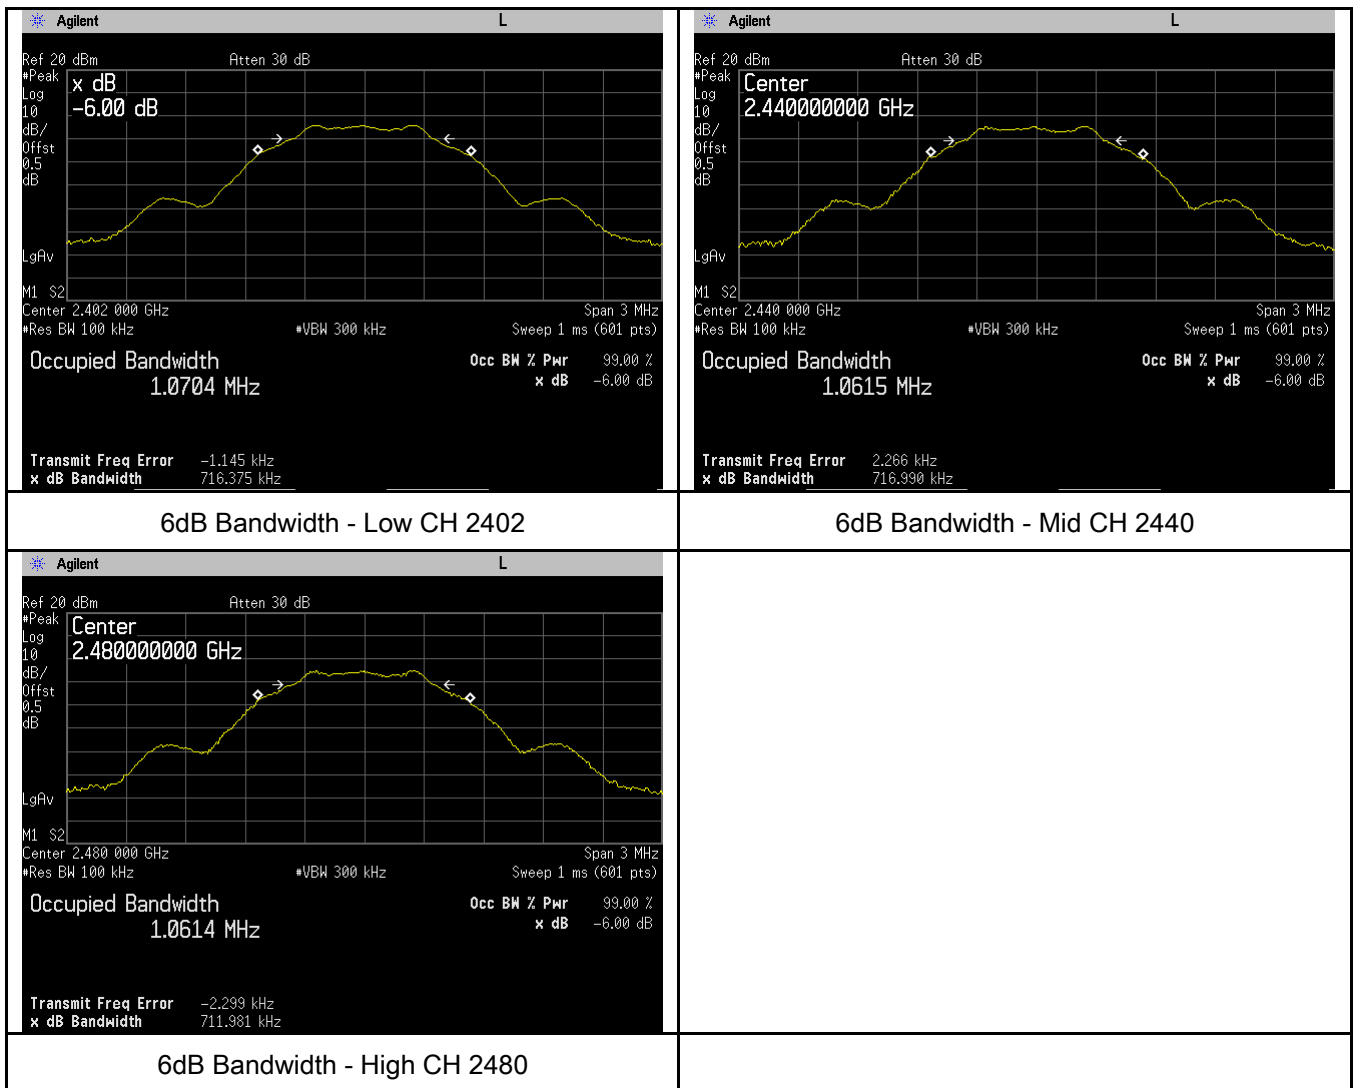 Agilent L
Ref 20 dBm Atten 30 dB
#Peak
Log
10
dB/
Offst
0.5
dB
x dB
-6.00 dB
LgAv
M1 S2
Center 2.402 000 GHz Span 3 MHz
#Res BW 100 kHz #VBW 300 kHz Sweep 1 ms (601 pts)
Occupied Bandwidth Occ BW % Pwr 99.00 %
1.0704 MHz x dB -6.00 dB
Transmit Freq Error -1.145 kHz
x dB Bandwidth 716.375 kHz
6dB Bandwidth - Low CH 2402
Agilent L
Ref 20 dBm Atten 30 dB
#Peak
Log
10
dB/
Offst
0.5
dB
Center
2.440000000 GHz
LgAv
M1 S2
Center 2.440 000 GHz Span 3 MHz
#Res BW 100 kHz #VBW 300 kHz Sweep 1 ms (601 pts)
Occupied Bandwidth Occ BW % Pwr 99.00 %
1.0615 MHz x dB -6.00 dB
Transmit Freq Error 2.266 kHz
x dB Bandwidth 716.990 kHz
6dB Bandwidth - Mid CH 2440
Agilent L
Ref 20 dBm Atten 30 dB
#Peak
Log
10
dB/
Offst
0.5
dB
Center
2.480000000 GHz
LgAv
M1 S2
Center 2.480 000 GHz Span 3 MHz
#Res BW 100 kHz #VBW 300 kHz Sweep 1 ms (601 pts)
Occupied Bandwidth Occ BW % Pwr 99.00 %
1.0614 MHz x dB -6.00 dB
Transmit Freq Error -2.299 kHz
x dB Bandwidth 711.981 kHz
6dB Bandwidth - High CH 2480